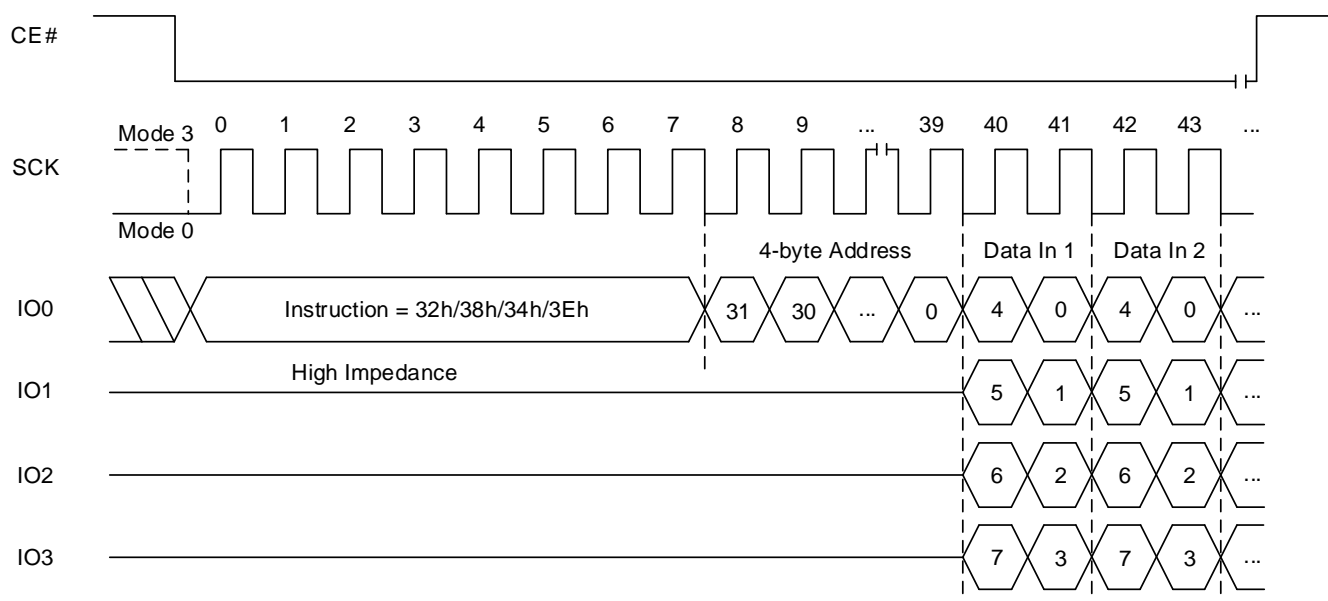 CE#
0 1 2 3 4 5 6 7 8 9 ... 39 40 41 42 43 ...
Mode 3
SCK
Mode 0
4-byte Address Data In 1 Data In 2
IO0 Instruction = 32h/38h/34h/3Eh 31 30 ... 0 4 0 4 0 ...
High Impedance
IO1 5 1 5 1 ...
IO2 6 2 6 2 ...
IO3 7 3 7 3 ...